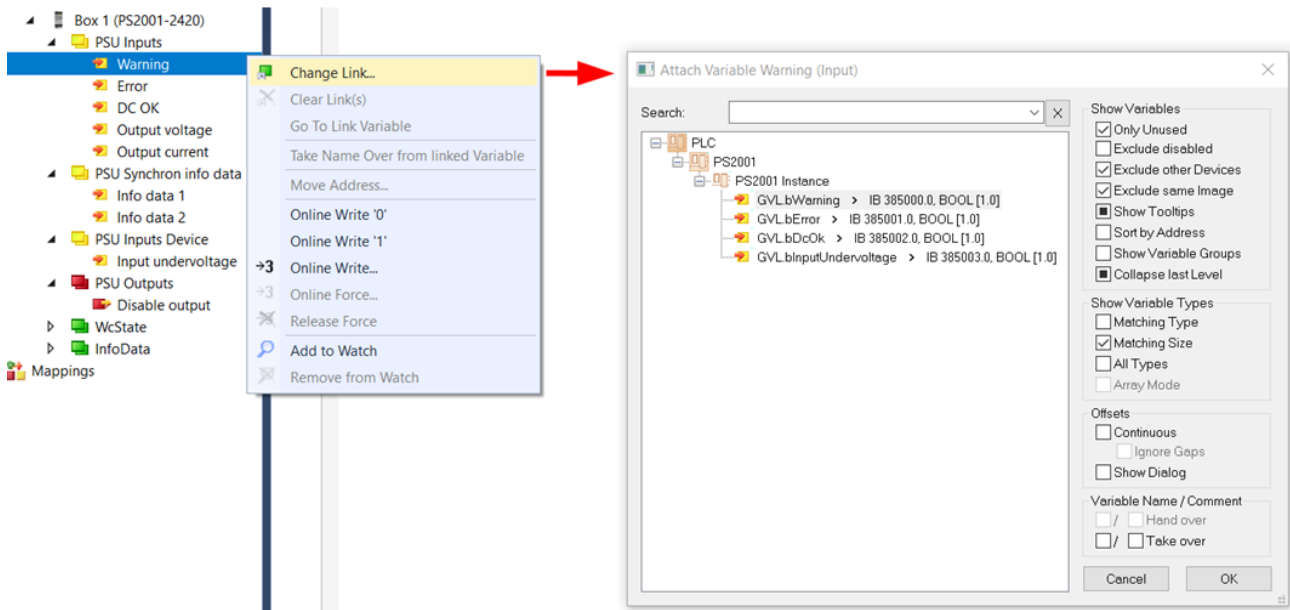 Box 1 (PS2001-2420)
PSU Inputs
Warning
Error
DC OK
Output voltage
Output current
PSU Synchron info data
Info data 1
Info data 2
PSU Inputs Device
Input undervoltage
PSU Outputs
Disable output
WcState
InfoData
Mappings
Change Link...
Clear Link(s)
Go To Link Variable
Take Name Over from linked Variable
Move Address...
Online Write '0'
Online Write '1'
→3 Online Write...
→3 Online Force...
Release Force
Add to Watch
Remove from Watch
Attach Variable Warning (Input)
Search:
PLC
PS2001
PS2001 Instance
GVL.bWarning > IB 385000.0, BOOL [1.0]
GVL.bError > IB 385001.0, BOOL [1.0]
GVL.bDcOk > IB 385002.0, BOOL [1.0]
GVL.bInputUndervoltage > IB 385003.0, BOOL [1.0]
Show Variables
Only Unused
Exclude disabled
Exclude other Devices
Exclude same Image
Show Tooltips
Sort by Address
Show Variable Groups
Collapse last Level
Show Variable Types
Matching Type
Matching Size
All Types
Array Mode
Offsets
Continuous
Ignore Gaps
Show Dialog
Variable Name / Comment
/ Hand over
/ Take over
Cancel
OK